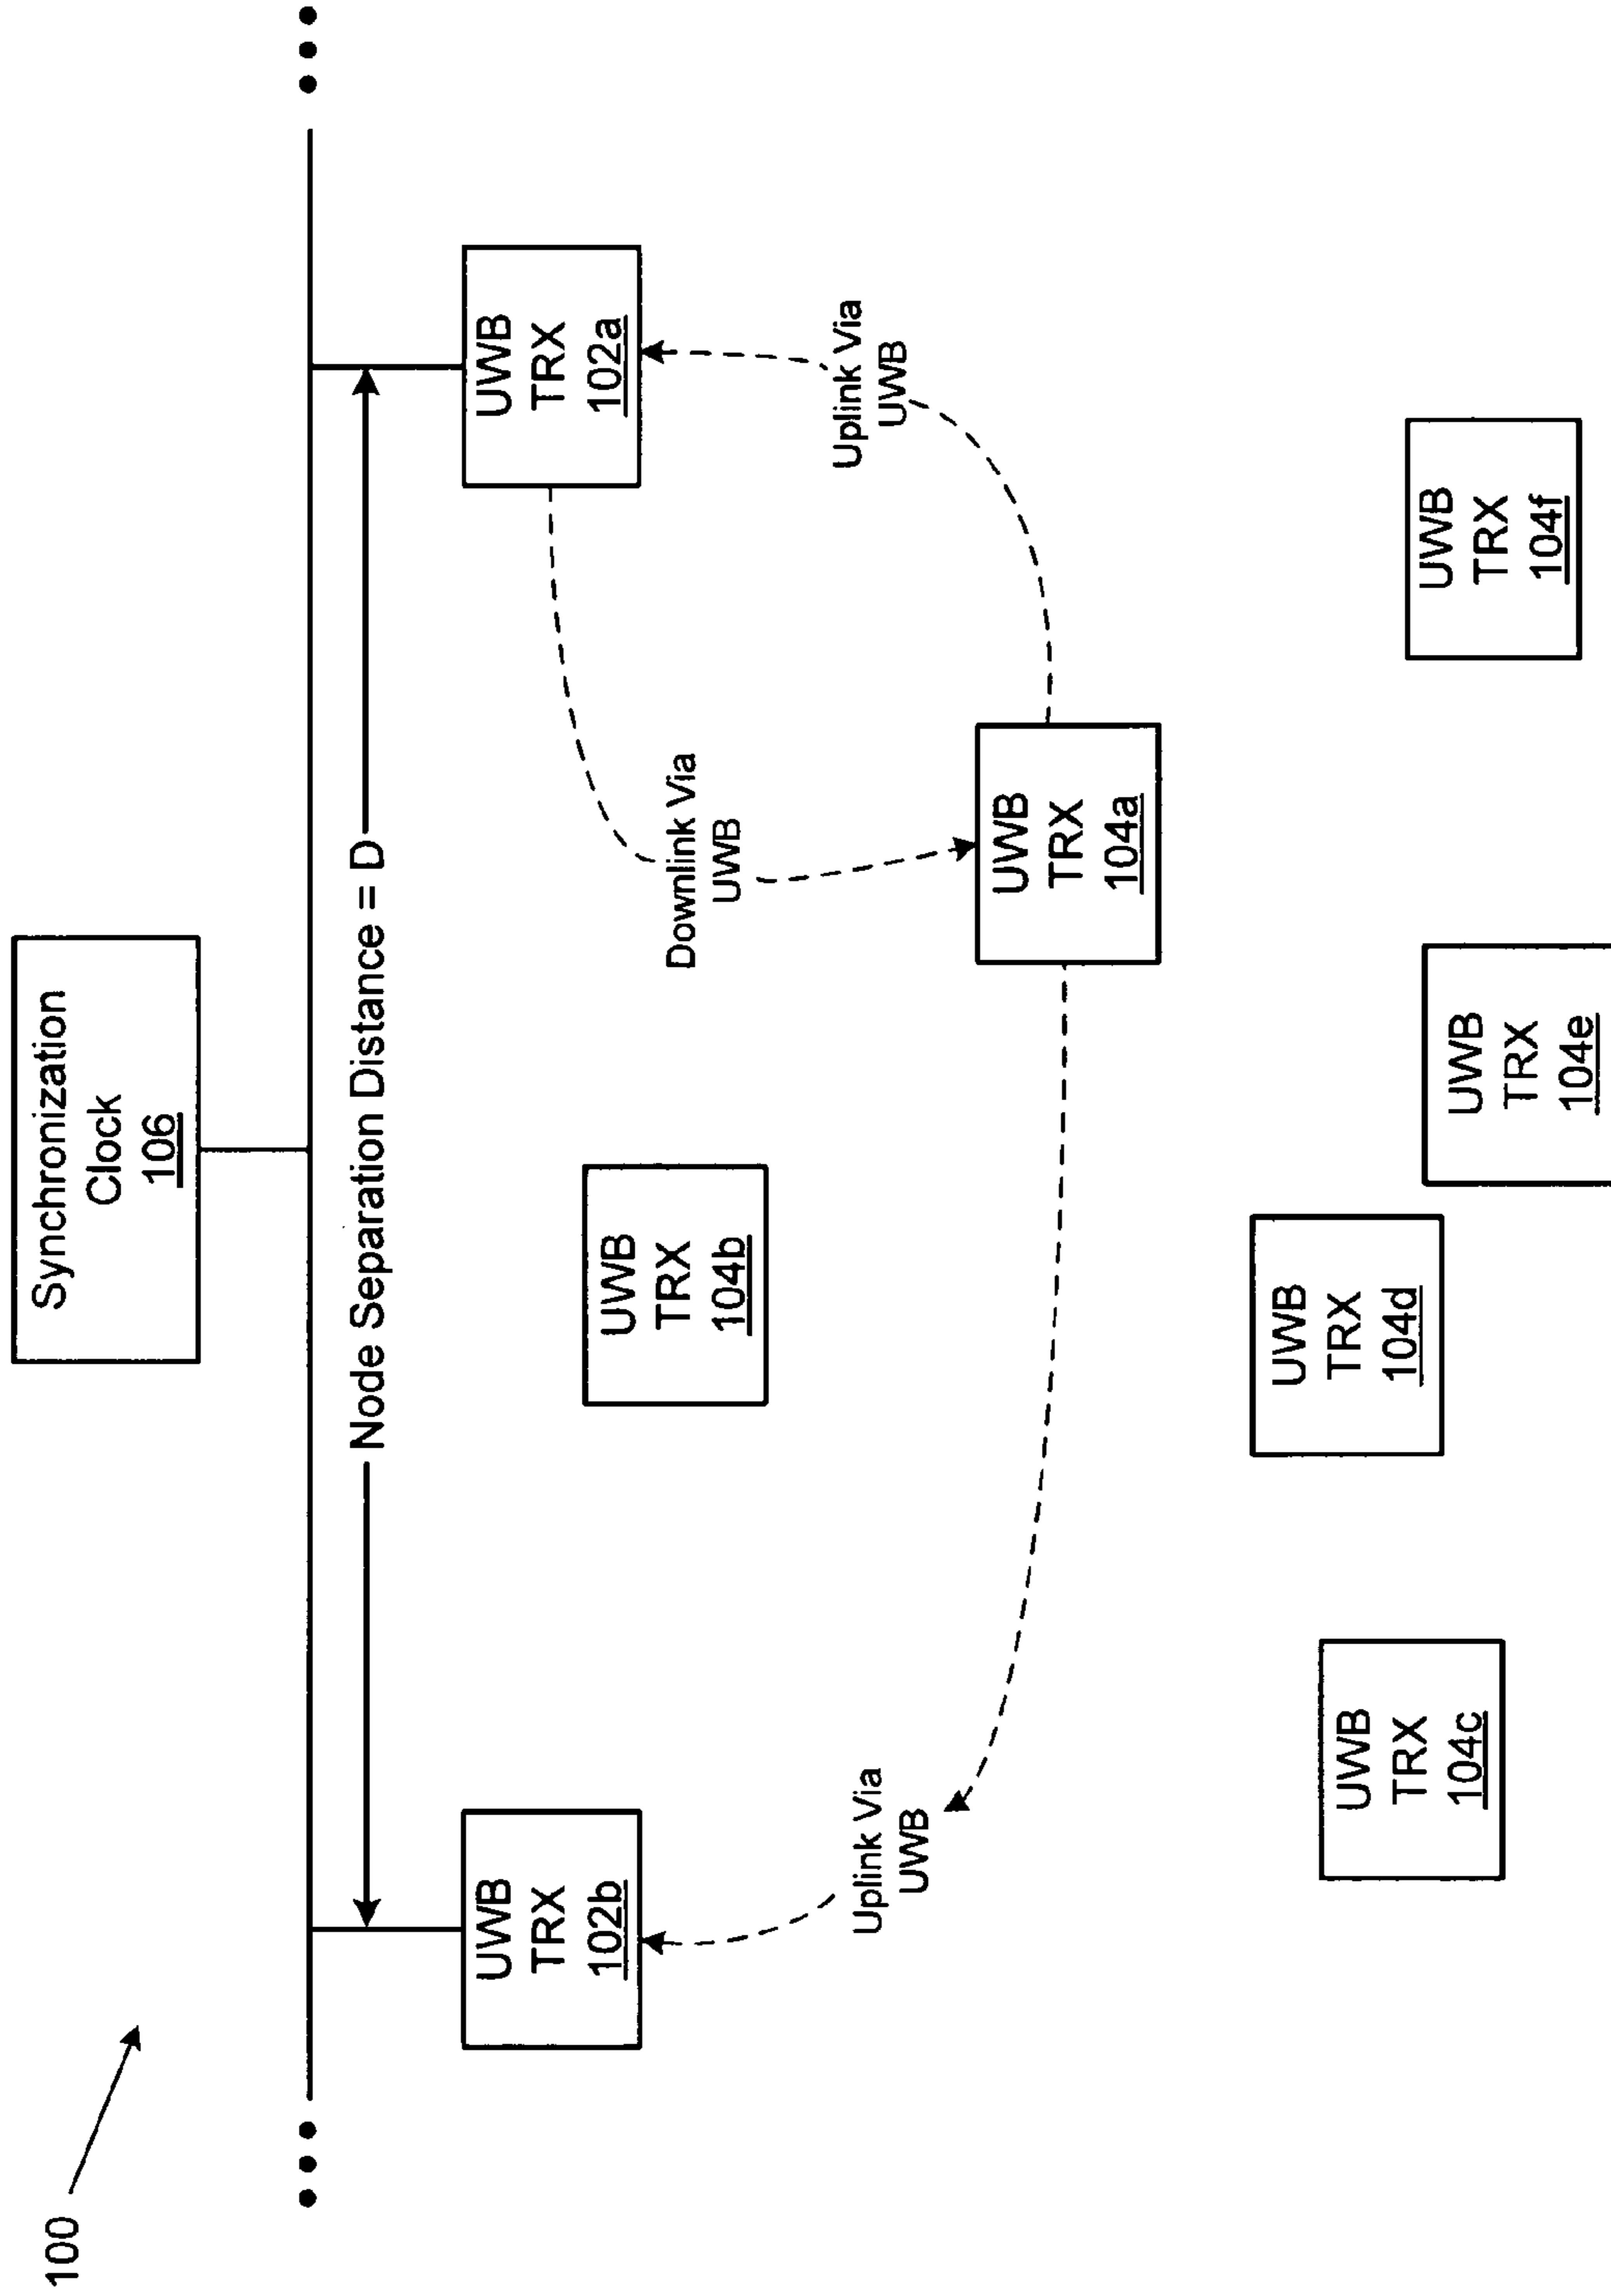 100
Synchronization
Clock
106
Node Separation Distance = D
UWB
TRX
102b
UWB
TRX
102a
UWB
TRX
104b
Downlink Via
UWB
Uplink Via
UWB
Uplink Via
UWB
UWB
TRX
104a
UWB
TRX
104c
UWB
TRX
104d
UWB
TRX
104e
UWB
TRX
104f